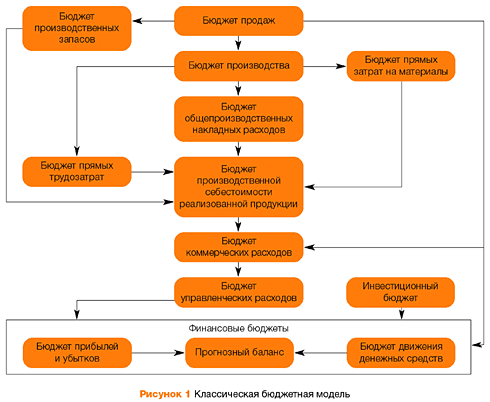 Бюджет
производственных
запасов
Бюджет продаж
Бюджет производства
Бюджет прямых
затрат на материалы
Бюджет
общепроизводственных
накладных расходов
Бюджет прямых
трудозатрат
Бюджет
производственной
себестоимости
реализованной продукции
Бюджет
коммерческих расходов
Бюджет
управленческих расходов
Инвестиционный
бюджет
Финансовые бюджеты
Бюджет прибылей
и убытков
Прогнозный баланс
Бюджет движения
денежных средств
Рисунок 1 Классическая бюджетная модель